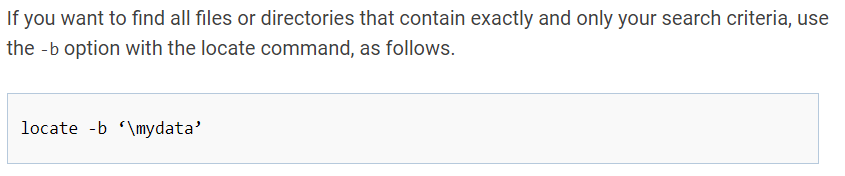 If you want to find all files or directories that contain exactly and only your search criteria, use
the -b option with the locate command, as follows.
locate -b ‘\mydata’